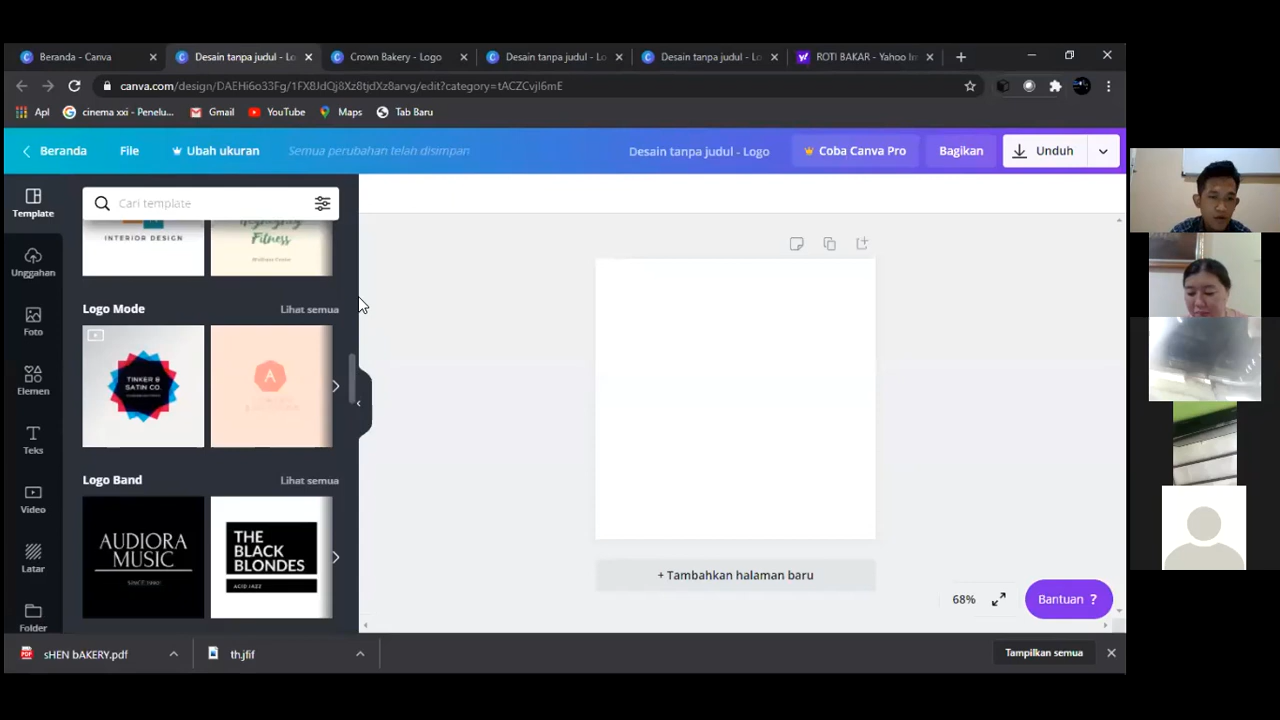 Beranda - Canva
Desain tanpa judul - Lo
Crown Bakery - Logo
Desain tanpa judul - Lo
Desain tanpa judul - Lo
ROTI BAKAR - Yahoo Im
canva.com/design/DAEHi6o33Fg/1FX8JdQj8Xz8tjdXz8arvg/edit?category=tACZCvjI6mE
Apl
cinema xxi - Penelu...
Gmail
YouTube
Maps
Tab Baru
Beranda
File
Ubah ukuran
Semua perubahan telah disimpan
Desain tanpa judul - Logo
Coba Canva Pro
Bagikan
Unduh
Template
Unggahan
Foto
Elemen
Teks
Video
Latar
Folder
Cari template
INTERIOR DESIGN
Fitness
Logo Mode
Lihat semua
TINKER &
SATIN CO.
A
Logo Band
Lihat semua
AUDIORA
MUSIC
THE
BLACK
BLONDES
ACID JAZZ
+ Tambahkan halaman baru
68%
Bantuan ?
sHEN bAKERY.pdf
th.jfif
Tampilkan semua